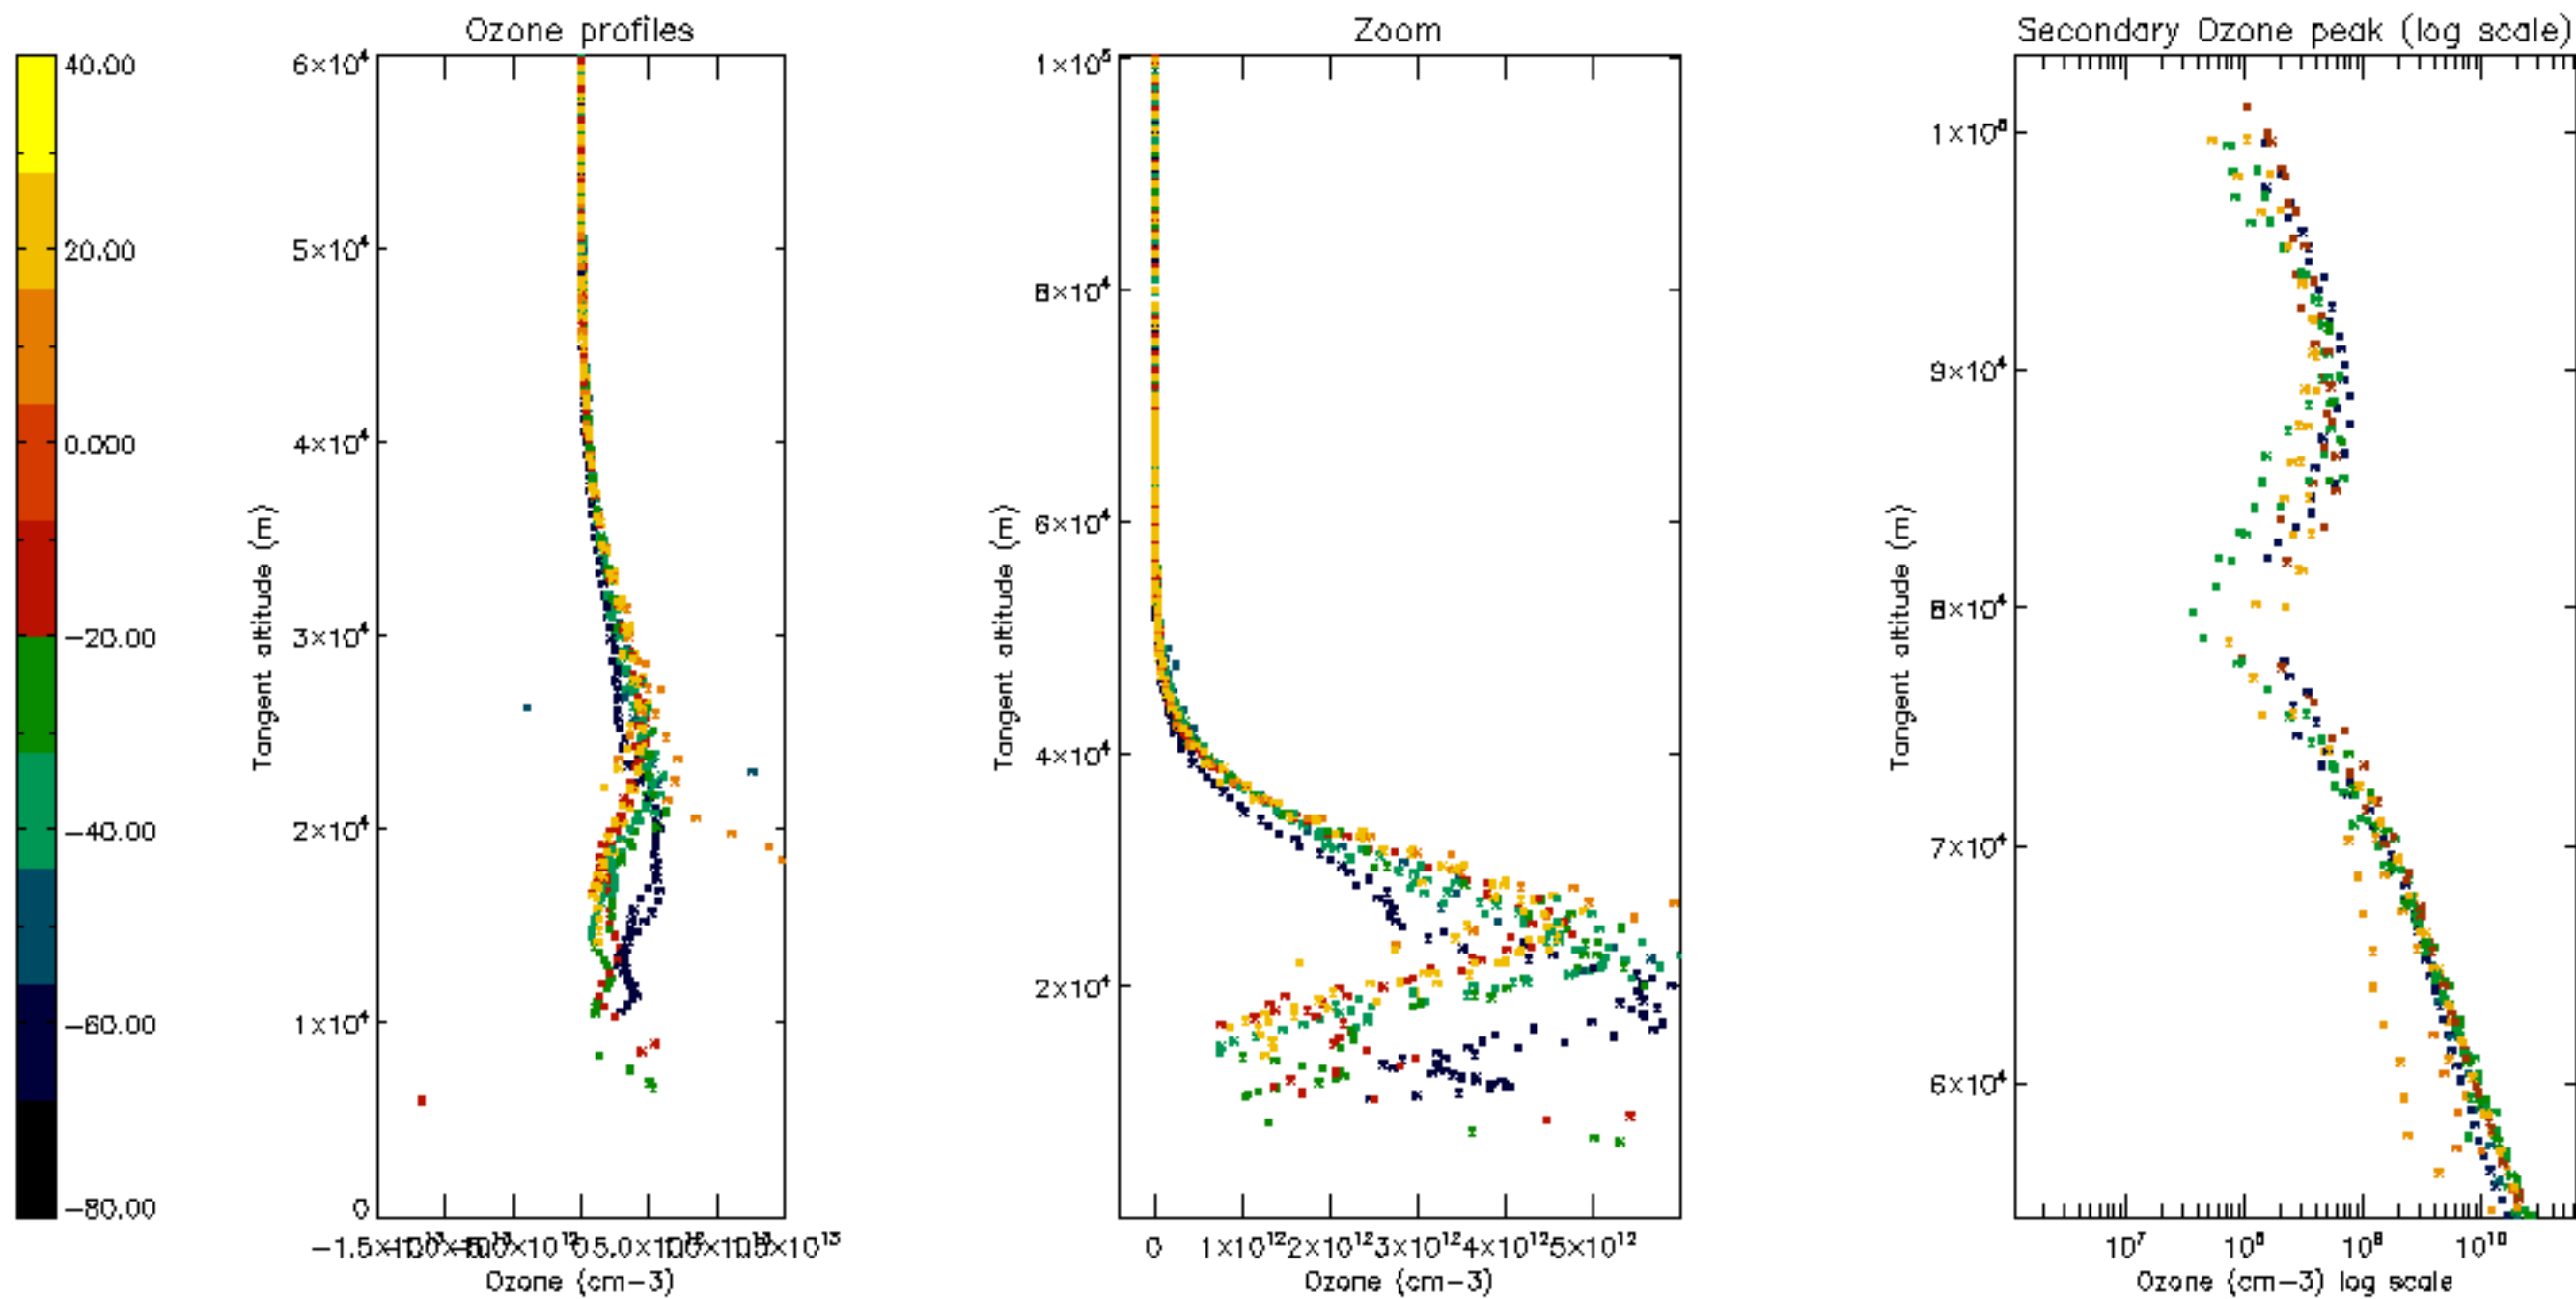 Ozone profiles
Zoom
Secondary Ozone peak (log scale)
40.00
20.00
0.000
−20.00
−40.00
−60.00
−80.00
6×10⁴
5×10⁴
4×10⁴
3×10⁴
2×10⁴
1×10⁴
0
Tangent altitude (m)
Ozone (cm−3)
1×10⁵
8×10⁴
6×10⁴
4×10⁴
2×10⁴
Tangent altitude (m)
0 1×10¹² 2×10¹² 3×10¹² 4×10¹² 5×10¹²
Ozone (cm−3)
9×10⁴
8×10⁴
7×10⁴
6×10⁴
Tangent altitude (m)
10⁷ 10⁸ 10⁹ 10¹⁰
Ozone (cm−3) log scale